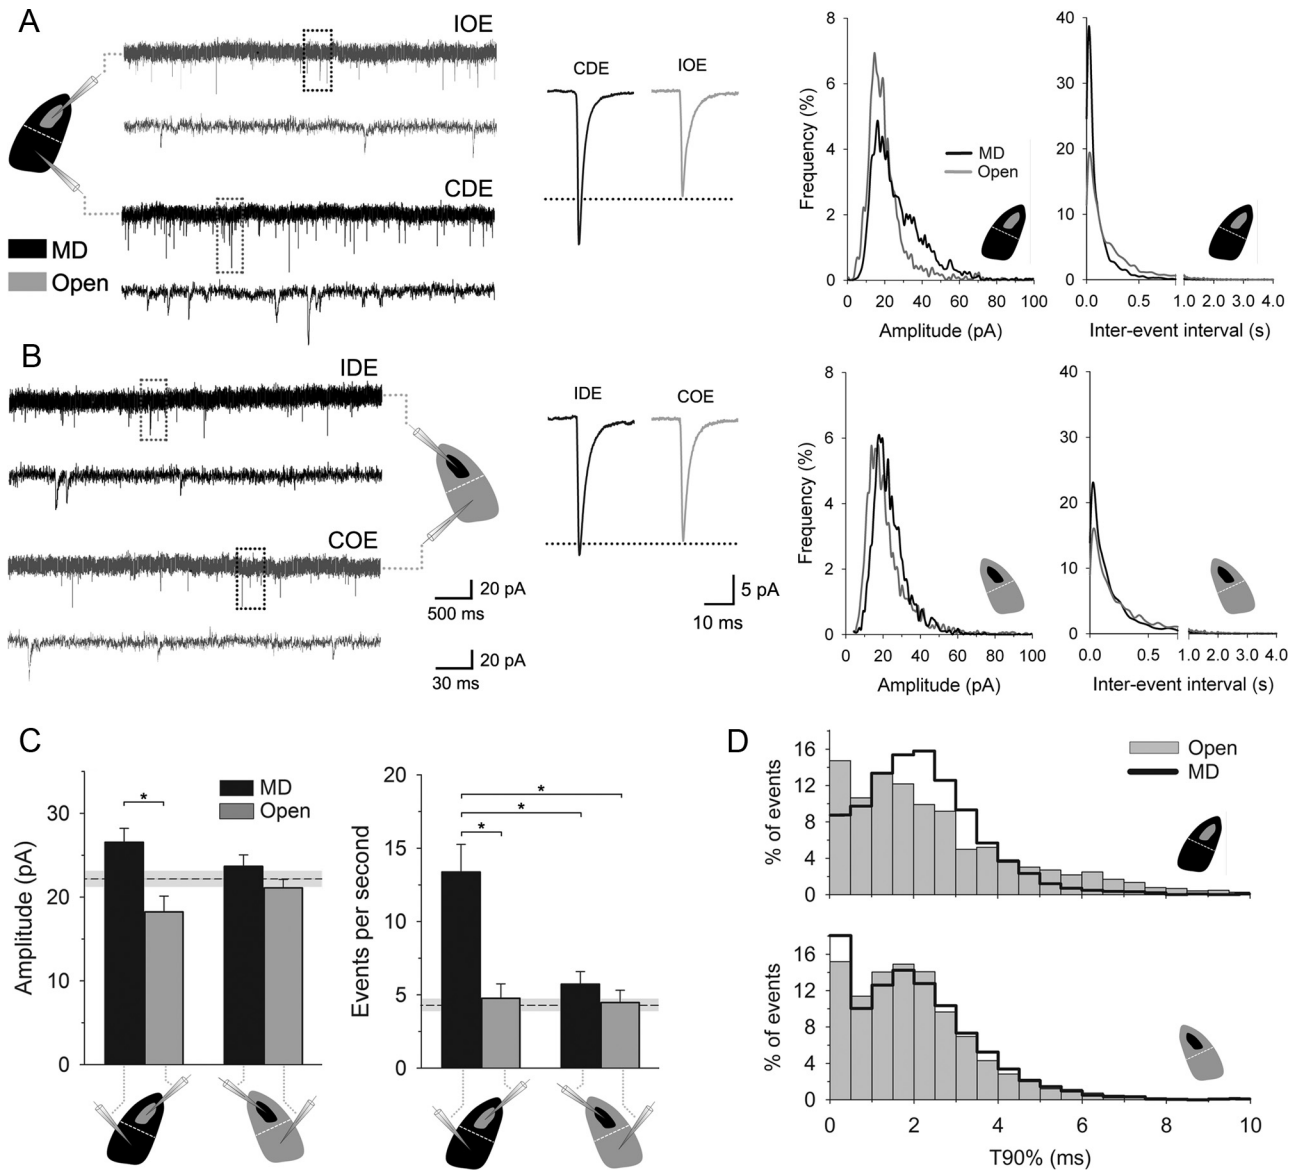 A
IOE
CDE
MD
Open
CDE
IOE
8
6
4
2
0
Frequency (%)
MD
Open
0 20 40 60 80 100
Amplitude (pA)
40
30
20
10
0
0.0 0.5 1.0 2.0 3.0 4.0
Inter-event interval (s)
B
IDE
COE
20 pA
500 ms
20 pA
30 ms
IDE
COE
5 pA
10 ms
8
6
4
2
0
Frequency (%)
0 20 40 60 80 100
Amplitude (pA)
40
30
20
10
0
0.0 0.5 1.0 2.0 3.0 4.0
Inter-event interval (s)
C
Amplitude (pA)
30
20
10
0
*
MD
Open
Events per second
20
15
10
5
0
*
*
*
D
% of events
16
12
8
4
0
Open
MD
% of events
16
12
8
4
0
0 2 4 6 8 10
T90% (ms)